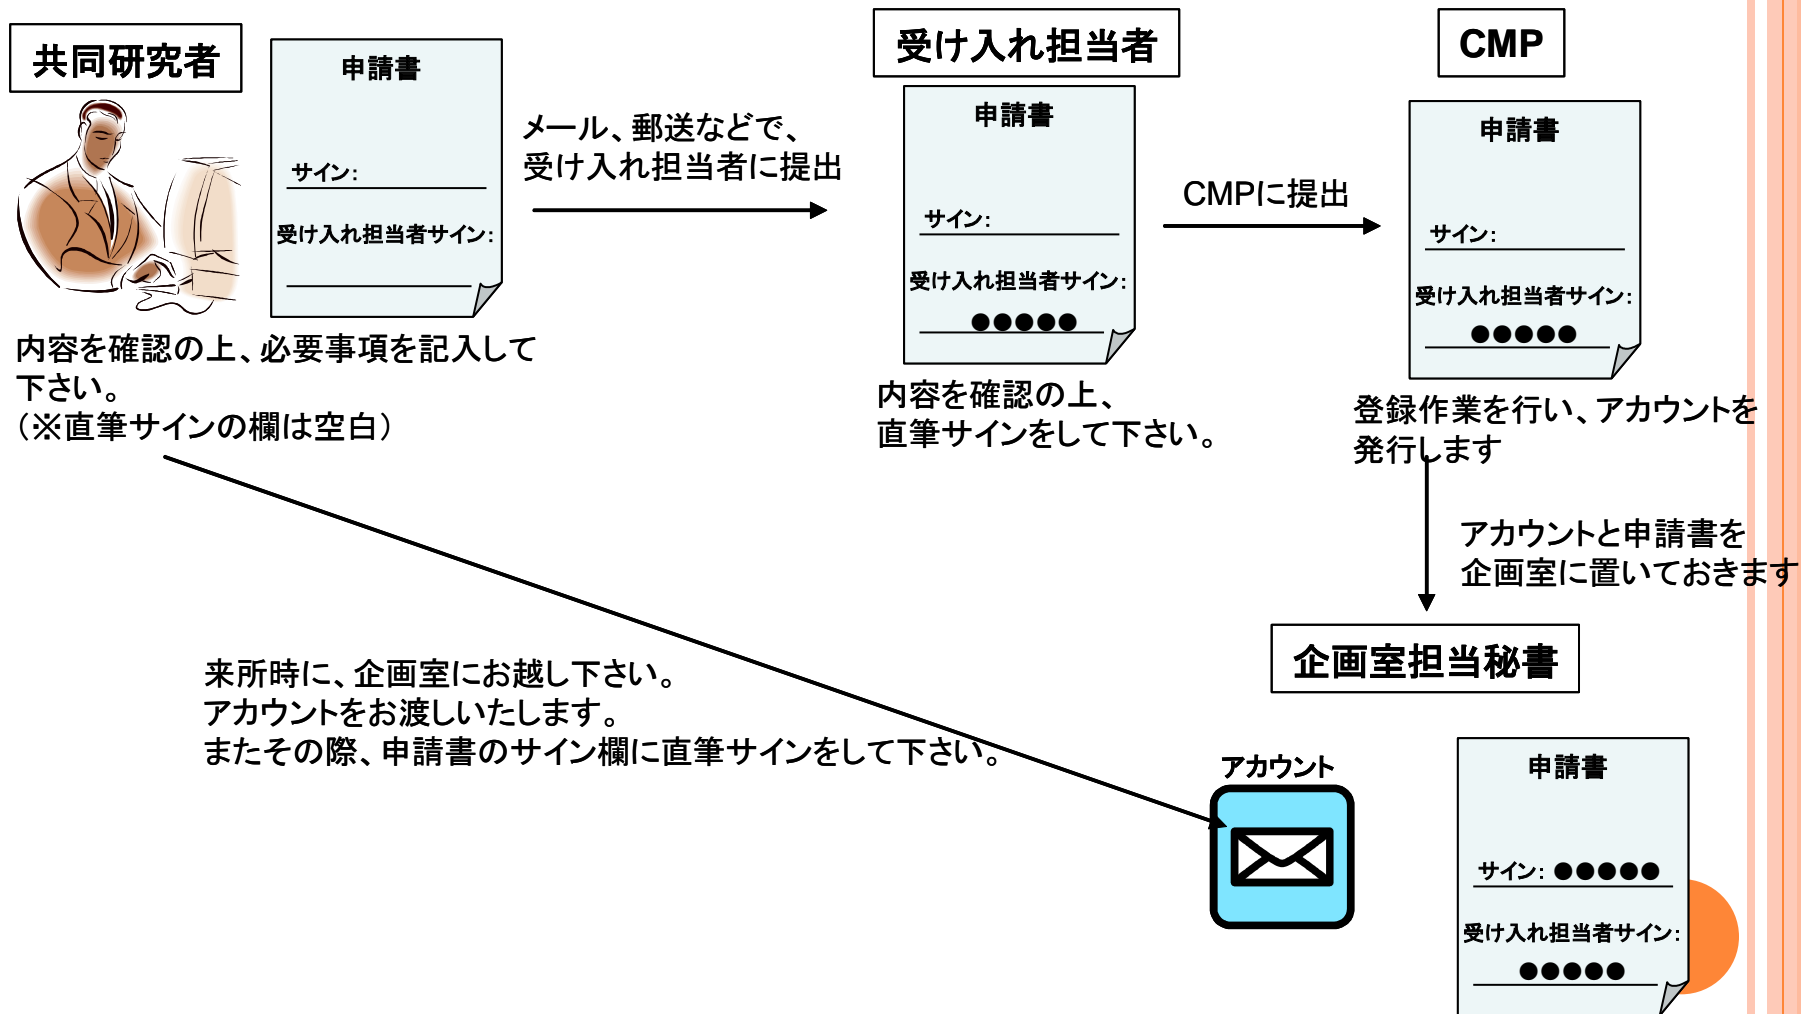 共同研究者
申請書
サイン：
受け入れ担当者サイン：
内容を確認の上、必要事項を記入して
下さい。
（※直筆サインの欄は空白）
メール、郵送などで、
受け入れ担当者に提出
受け入れ担当者
申請書
サイン：
受け入れ担当者サイン：
●●●●●
内容を確認の上、
直筆サインをして下さい。
CMPに提出
CMP
申請書
サイン：
受け入れ担当者サイン：
●●●●●
登録作業を行い、アカウントを
発行します
アカウントと申請書を
企画室に置いておきます
企画室担当秘書
来所時に、企画室にお越し下さい。
アカウントをお渡しいたします。
またその際、申請書のサイン欄に直筆サインをして下さい。
アカウント
申請書
サイン：●●●●●
受け入れ担当者サイン：
●●●●●